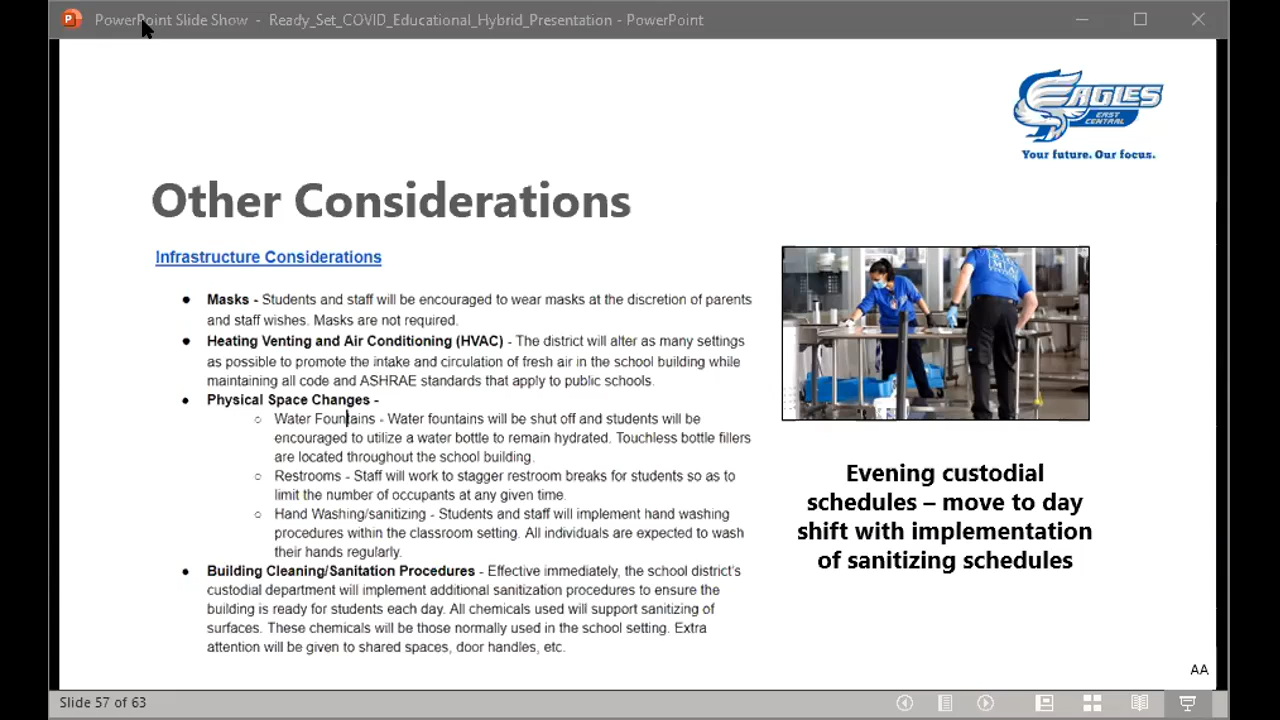 PowerPoint Slide Show - Ready_Set_COVID_Educational_Hybrid_Presentation - PowerPoint
EAGLES
EAST
CENTRAL
Your future. Our focus.
Other Considerations
Infrastructure Considerations
● Masks - Students and staff will be encouraged to wear masks at the discretion of parents
and staff wishes. Masks are not required.
● Heating Venting and Air Conditioning (HVAC) - The district will alter as many settings
as possible to promote the intake and circulation of fresh air in the school building while
maintaining all code and ASHRAE standards that apply to public schools.
● Physical Space Changes -
○ Water Fountains - Water fountains will be shut off and students will be
encouraged to utilize a water bottle to remain hydrated. Touchless bottle fillers
are located throughout the school building.
○ Restrooms - Staff will work to stagger restroom breaks for students so as to
limit the number of occupants at any given time.
○ Hand Washing/sanitizing - Students and staff will implement hand washing
procedures within the classroom setting. All individuals are expected to wash
their hands regularly.
● Building Cleaning/Sanitation Procedures - Effective immediately, the school district's
custodial department will implement additional sanitization procedures to ensure the
building is ready for students each day. All chemicals used will support sanitizing of
surfaces. These chemicals will be those normally used in the school setting. Extra
attention will be given to shared spaces, door handles, etc.
Evening custodial
schedules – move to day
shift with implementation
of sanitizing schedules
AA
Slide 57 of 63